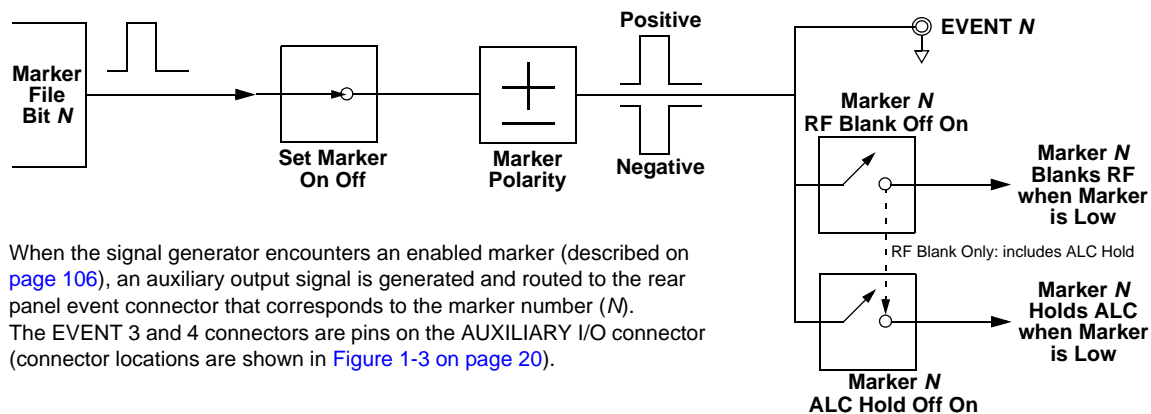 Marker
File
Bit N
Set Marker
On Off
Marker
Polarity
Positive
Negative
EVENT N
Marker N
RF Blank Off On
Marker N
Blanks RF
when Marker
is Low
RF Blank Only: includes ALC Hold
Marker N
Holds ALC
when Marker
is Low
Marker N
ALC Hold Off On
When the signal generator encounters an enabled marker (described on
page 106), an auxiliary output signal is generated and routed to the rear
panel event connector that corresponds to the marker number (N).
The EVENT 3 and 4 connectors are pins on the AUXILIARY I/O connector
(connector locations are shown in Figure 1-3 on page 20).